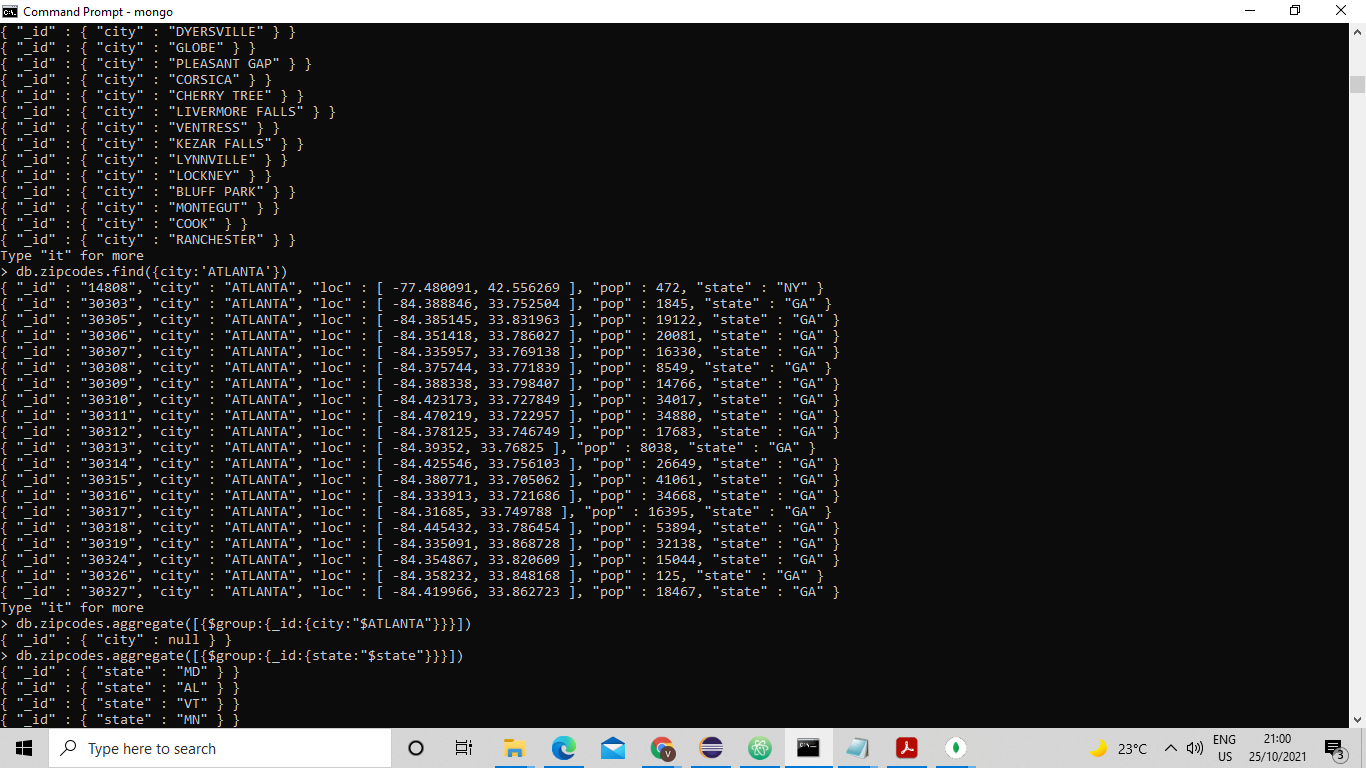 Command Prompt - mongo
{ "_id" : { "city" : "DYERSVILLE" } }
{ "_id" : { "city" : "GLOBE" } }
{ "_id" : { "city" : "PLEASANT GAP" } }
{ "_id" : { "city" : "CORSICA" } }
{ "_id" : { "city" : "CHERRY TREE" } }
{ "_id" : { "city" : "LIVERMORE FALLS" } }
{ "_id" : { "city" : "VENTRESS" } }
{ "_id" : { "city" : "KEZAR FALLS" } }
{ "_id" : { "city" : "LYNNVILLE" } }
{ "_id" : { "city" : "LOCKNEY" } }
{ "_id" : { "city" : "BLUFF PARK" } }
{ "_id" : { "city" : "MONTEGUT" } }
{ "_id" : { "city" : "COOK" } }
{ "_id" : { "city" : "RANCHESTER" } }
Type "it" for more
> db.zipcodes.find({city:'ATLANTA'})
{ "_id" : "14808", "city" : "ATLANTA", "loc" : [ -77.480091, 42.556269 ], "pop" : 472, "state" : "NY" }
{ "_id" : "30303", "city" : "ATLANTA", "loc" : [ -84.388846, 33.752504 ], "pop" : 1845, "state" : "GA" }
{ "_id" : "30305", "city" : "ATLANTA", "loc" : [ -84.385145, 33.831963 ], "pop" : 19122, "state" : "GA" }
{ "_id" : "30306", "city" : "ATLANTA", "loc" : [ -84.351418, 33.786027 ], "pop" : 20081, "state" : "GA" }
{ "_id" : "30307", "city" : "ATLANTA", "loc" : [ -84.335957, 33.769138 ], "pop" : 16330, "state" : "GA" }
{ "_id" : "30308", "city" : "ATLANTA", "loc" : [ -84.375744, 33.771839 ], "pop" : 8549, "state" : "GA" }
{ "_id" : "30309", "city" : "ATLANTA", "loc" : [ -84.388338, 33.798407 ], "pop" : 14766, "state" : "GA" }
{ "_id" : "30310", "city" : "ATLANTA", "loc" : [ -84.423173, 33.727849 ], "pop" : 34017, "state" : "GA" }
{ "_id" : "30311", "city" : "ATLANTA", "loc" : [ -84.470219, 33.722957 ], "pop" : 34880, "state" : "GA" }
{ "_id" : "30312", "city" : "ATLANTA", "loc" : [ -84.378125, 33.746749 ], "pop" : 17683, "state" : "GA" }
{ "_id" : "30313", "city" : "ATLANTA", "loc" : [ -84.39352, 33.76825 ], "pop" : 8038, "state" : "GA" }
{ "_id" : "30314", "city" : "ATLANTA", "loc" : [ -84.425546, 33.756103 ], "pop" : 26649, "state" : "GA" }
{ "_id" : "30315", "city" : "ATLANTA", "loc" : [ -84.380771, 33.705062 ], "pop" : 41061, "state" : "GA" }
{ "_id" : "30316", "city" : "ATLANTA", "loc" : [ -84.333913, 33.721686 ], "pop" : 34668, "state" : "GA" }
{ "_id" : "30317", "city" : "ATLANTA", "loc" : [ -84.31685, 33.749788 ], "pop" : 16395, "state" : "GA" }
{ "_id" : "30318", "city" : "ATLANTA", "loc" : [ -84.445432, 33.786454 ], "pop" : 53894, "state" : "GA" }
{ "_id" : "30319", "city" : "ATLANTA", "loc" : [ -84.335091, 33.868728 ], "pop" : 32138, "state" : "GA" }
{ "_id" : "30324", "city" : "ATLANTA", "loc" : [ -84.354867, 33.820609 ], "pop" : 15044, "state" : "GA" }
{ "_id" : "30326", "city" : "ATLANTA", "loc" : [ -84.358232, 33.848168 ], "pop" : 125, "state" : "GA" }
{ "_id" : "30327", "city" : "ATLANTA", "loc" : [ -84.419966, 33.862723 ], "pop" : 18467, "state" : "GA" }
Type "it" for more
> db.zipcodes.aggregate([{$group:{_id:{city:"$ATLANTA"}}}])
{ "_id" : { "city" : null } }
> db.zipcodes.aggregate([{$group:{_id:{state:"$state"}}}])
{ "_id" : { "state" : "MD" } }
{ "_id" : { "state" : "AL" } }
{ "_id" : { "state" : "VT" } }
{ "_id" : { "state" : "MN" } }
Type here to search
23°C
ENG
US
21:00
25/10/2021
3